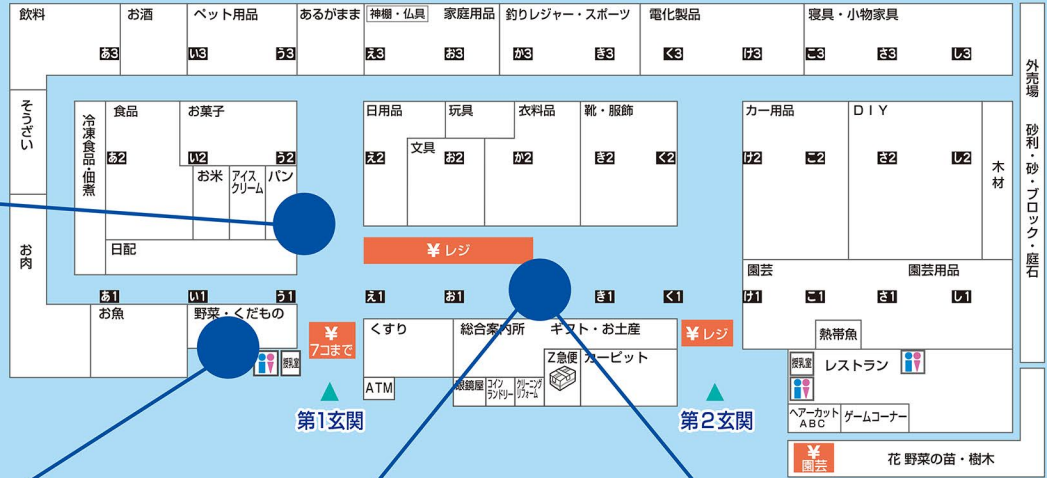 飲料
お酒
ペット用品
あるがまま
神棚・仏具
家庭用品
釣りレジャー・スポーツ
電化製品
寝具・小物家具
あ3
い3
う3
え3
お3
か3
き3
く3
け3
こ3
さ3
し3
外売場 砂利・砂・ブロック・庭石
そうざい
冷凍食品・佃煮
食品
お菓子
日用品
玩具
衣料品
靴・服飾
カー用品
DIY
文具
あ2
い2
う2
え2
お2
か2
き2
く2
け2
こ2
さ2
し2
木材
お米
アイス
クリーム
パン
お肉
日配
¥レジ
園芸
園芸用品
あ1
い1
う1
え1
お1
き1
く1
け1
こ1
さ1
し1
お魚
野菜・くだもの
¥
7コまで
くすり
総合案内所
ギフト・お土産
¥レジ
熱帯魚
授乳室
Z急便
カーピット
授乳室
レストラン
ATM
眼鏡屋
コイン
ランドリー
クリーニング
リフォーム
第1玄関
第2玄関
ヘアーカット
ABC
ゲームコーナー
¥
園芸
花 野菜の苗・樹木